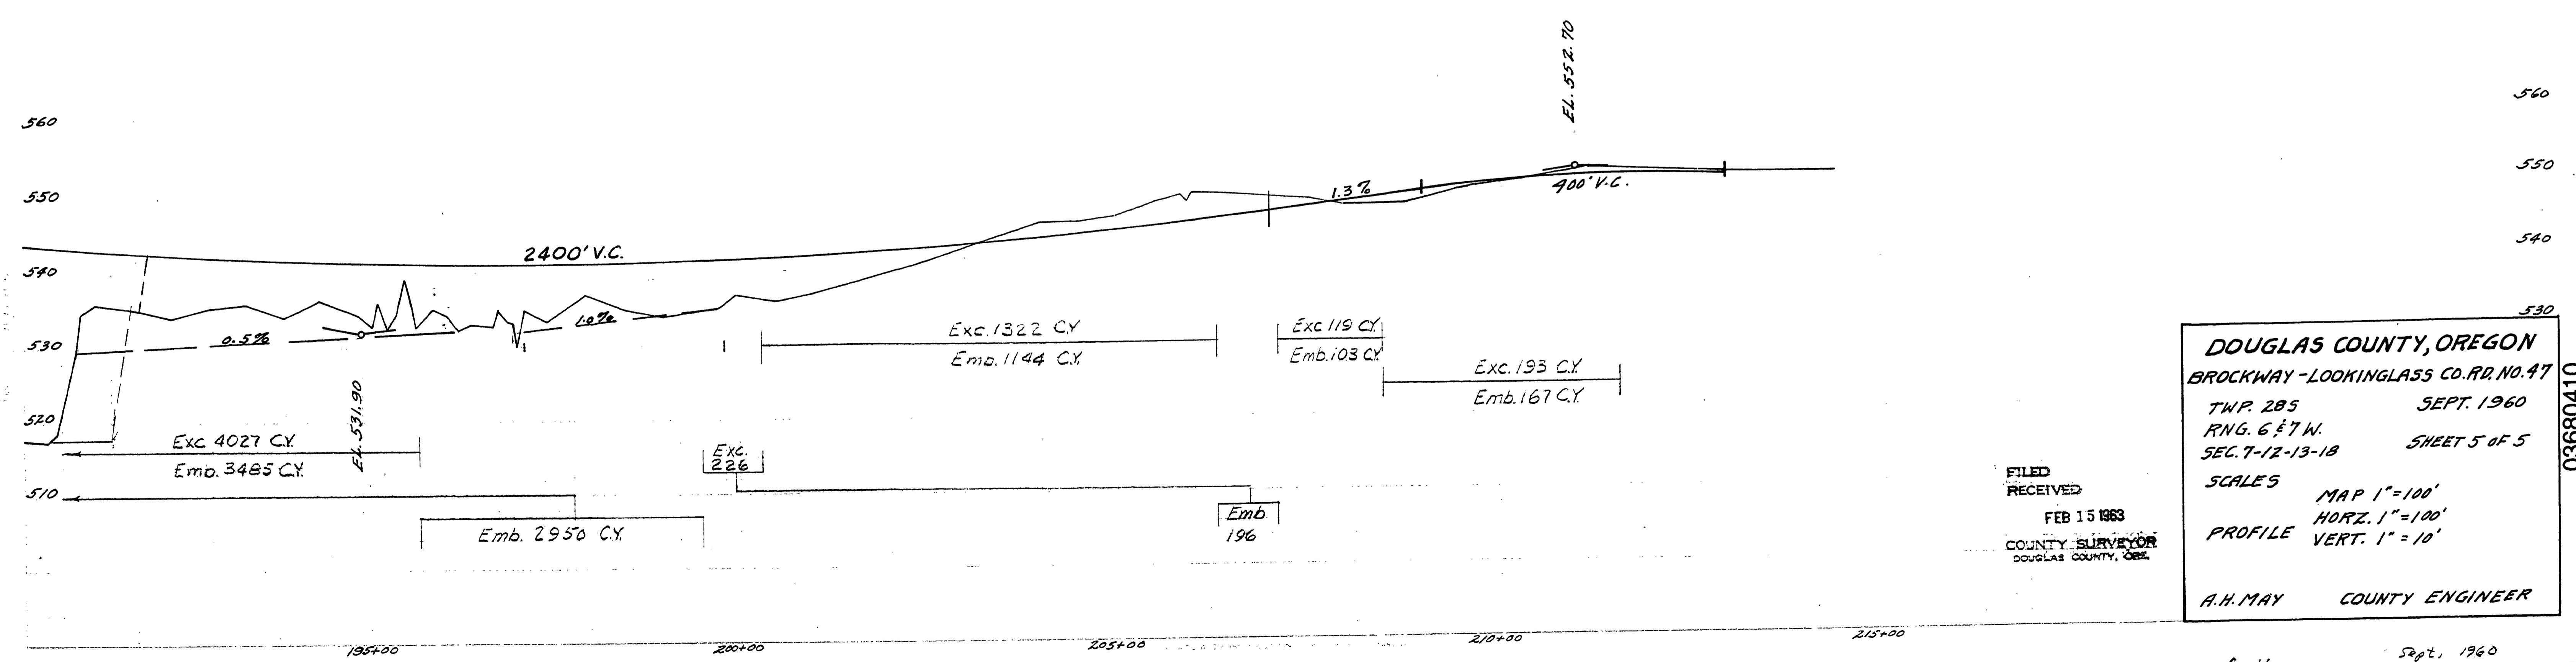 EL. 552.70
560
560
550
550
1.3%
400' V.C.
2400' V.C.
540
540
530
530
0.5%
1.0%
EL. 531.90
Exc. 1322 C.Y.
Emb. 1144 C.Y.
Exc 119 C.Y.
Emb. 103 C.Y.
Exc. 193 C.Y.
Emb. 167 C.Y.
520
Exc 4027 C.Y.
Emb. 3485 C.Y.
Exc.
226
510
Emb. 2950 C.Y.
Emb
196
FILED
RECEIVED
FEB 15 1963
COUNTY SURVEYOR
DOUGLAS COUNTY, ORE.
DOUGLAS COUNTY, OREGON
BROCKWAY - LOOKINGLASS CO. RD. NO. 47
TWP. 28S SEPT. 1960
RNG. 6 & 7 W.
SEC. 7-12-13-18 SHEET 5 OF 5
SCALES
MAP 1"=100'
HORZ. 1"=100'
PROFILE VERT. 1"=10'
A.H. MAY COUNTY ENGINEER
03680410
195+00
200+00
205+00
210+00
215+00
Sept, 1960